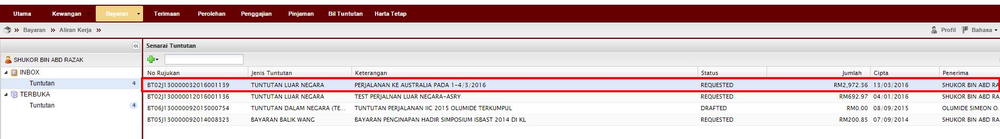 Utama Kewangan Bayaran Terimaan Perolehan Penggajian Pinjaman Bil Tuntutan Harta Tetap
Bayaran Aliran Kerja Profil Bahasa
Senarai Tuntutan
SHUKOR BIN ABD RAZAK
INBOX
Tuntutan 4
TERBUKA
Tuntutan 4
No Rujukan Jenis Tuntutan Keterangan Status Jumlah Cipta Penerima
BT02J130000032016001139 TUNTUTAN LUAR NEGARA PERJALANAN KE AUSTRALIA PADA 1-4/3/2016 REQUESTED RM2,972.36 13/03/2016 SHUKOR BIN ABD RA
BT02J130000012016001136 TUNTUTAN LUAR NEGARA TEST PERJALNAN LUAR NEGARA-ASRY REQUESTED RM692.97 04/01/2016 SHUKOR BIN ABD RA
BT06J130000092015000754 TUNTUTAN DALAM NEGARA (TE... TUNTUTAN PERJALANAN IIC 2015 OLUMIDE TERKUMPUL DRAFTED RM0.00 08/09/2015 OLUMIDE SIMEON O.
BT05J130000092014008323 BAYARAN BALIK WANG BAYARAN PENGINAPAN HADIR SIMPOSIUM ISBAST 2014 DI KL REQUESTED RM200.85 07/09/2014 SHUKOR BIN ABD RA